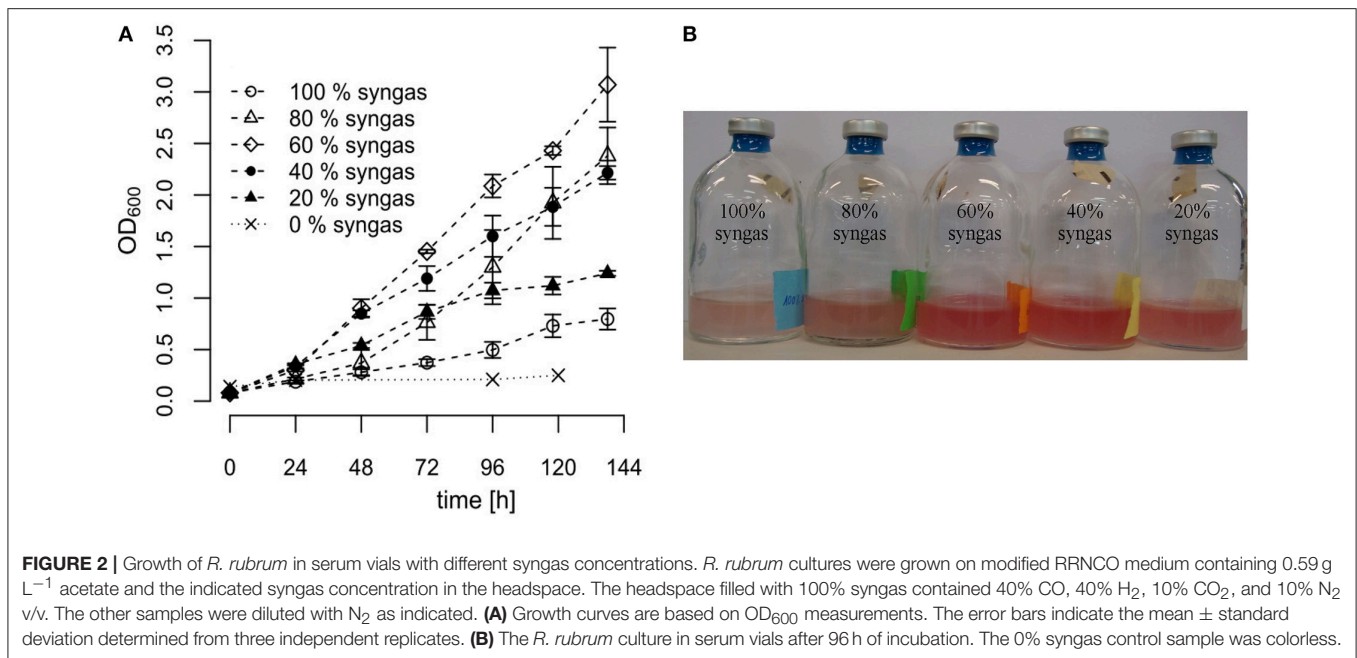 A
B
3.5
3.0
2.5
2.0
1.5
1.0
0.5
0.0
OD600
100 % syngas
80 % syngas
60 % syngas
40 % syngas
20 % syngas
0 % syngas
0 24 48 72 96 120 144
time [h]
100% syngas
80% syngas
60% syngas
40% syngas
20% syngas
FIGURE 2 | Growth of R. rubrum in serum vials with different syngas concentrations. R. rubrum cultures were grown on modified RRNCO medium containing 0.59 g
L−1 acetate and the indicated syngas concentration in the headspace. The headspace filled with 100% syngas contained 40% CO, 40% H2, 10% CO2, and 10% N2
v/v. The other samples were diluted with N2 as indicated. (A) Growth curves are based on OD600 measurements. The error bars indicate the mean ± standard
deviation determined from three independent replicates. (B) The R. rubrum culture in serum vials after 96 h of incubation. The 0% syngas control sample was colorless.